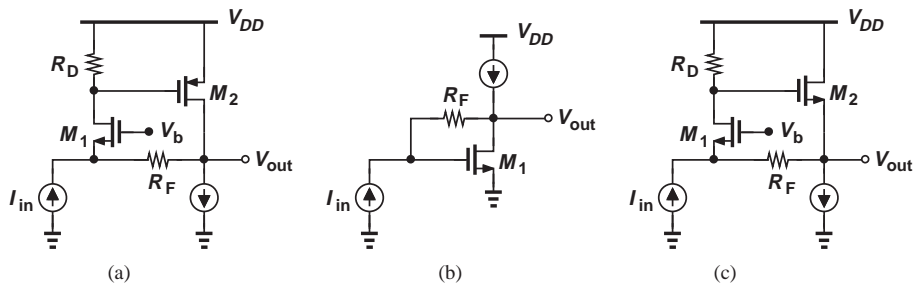 V_DD
R_D
M_2
M_1
V_b
V_out
R_F
I_in
(a)
V_DD
R_F
V_out
M_1
I_in
(b)
V_DD
R_D
M_2
M_1
V_b
V_out
R_F
I_in
(c)